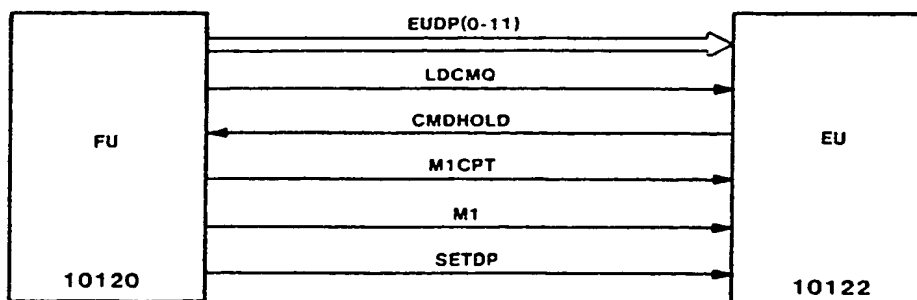 EUDP(0-11)
LDCMQ
CMDHOLD
FU
EU
M1CPT
M1
SETDP
10120
10122